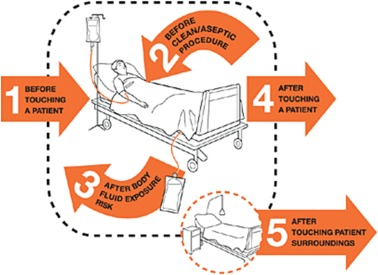 1
BEFORE
TOUCHING
A PATIENT
2
BEFORE
CLEAN/ASEPTIC
PROCEDURE
3
AFTER BODY
FLUID EXPOSURE
RISK
4
AFTER
TOUCHING
A PATIENT
5
AFTER
TOUCHING PATIENT
SURROUNDINGS